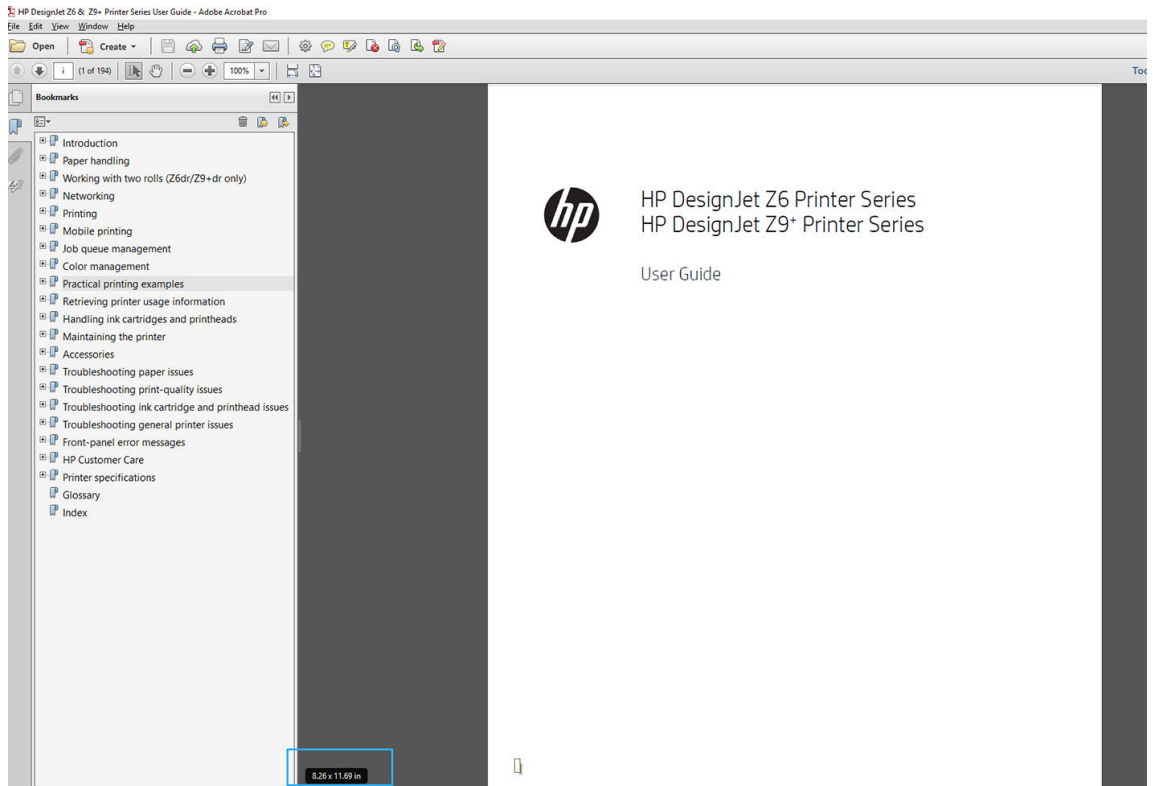 HP DesignJet Z6 & Z9+ Printer Series User Guide - Adobe Acrobat Pro
File Edit View Window Help
Open Create
i (1 of 194) 100%
Bookmarks
Introduction
Paper handling
Working with two rolls (Z6dr/Z9+dr only)
Networking
Printing
Mobile printing
Job queue management
Color management
Practical printing examples
Retrieving printer usage information
Handling ink cartridges and printheads
Maintaining the printer
Accessories
Troubleshooting paper issues
Troubleshooting print-quality issues
Troubleshooting ink cartridge and printhead issues
Troubleshooting general printer issues
Front-panel error messages
HP Customer Care
Printer specifications
Glossary
Index
hp
HP DesignJet Z6 Printer Series
HP DesignJet Z9⁺ Printer Series
User Guide
8.26 x 11.69 in